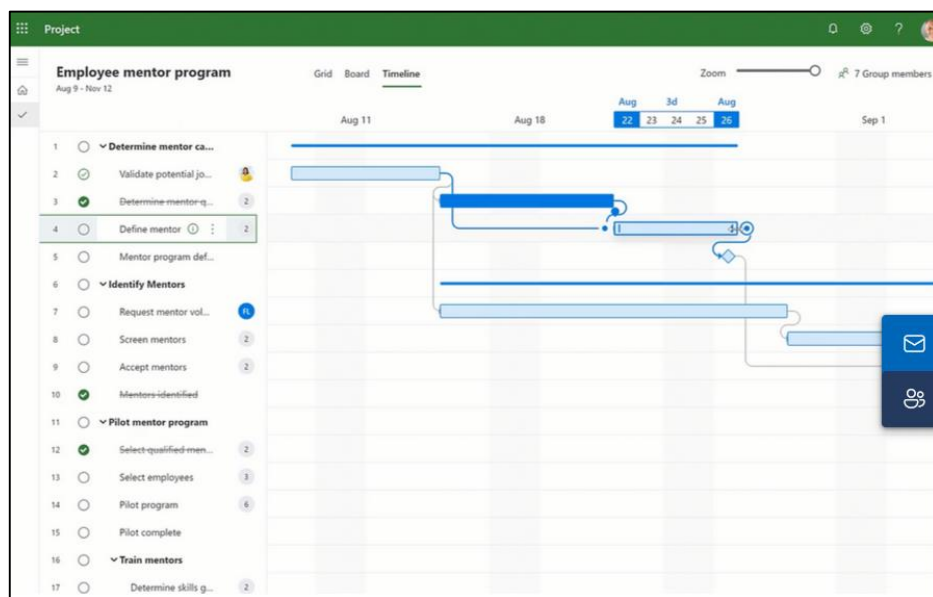 Project
Employee mentor program
Aug 9 - Nov 12
Grid Board Timeline
Zoom
7 Group members
Aug 3d Aug
Aug 11 Aug 18 22 23 24 25 26 Sep 1
1 Determine mentor ca...
2 Validate potential jo...
3 Determine mentor q... 2
4 Define mentor 2
5 Mentor program def...
6 Identify Mentors
7 Request mentor vol... FL
8 Screen mentors 2
9 Accept mentors 2
10 Mentors identified
11 Pilot mentor program
12 Select qualified men... 2
13 Select employees 3
14 Pilot program 6
15 Pilot complete
16 Train mentors
17 Determine skills g... 2